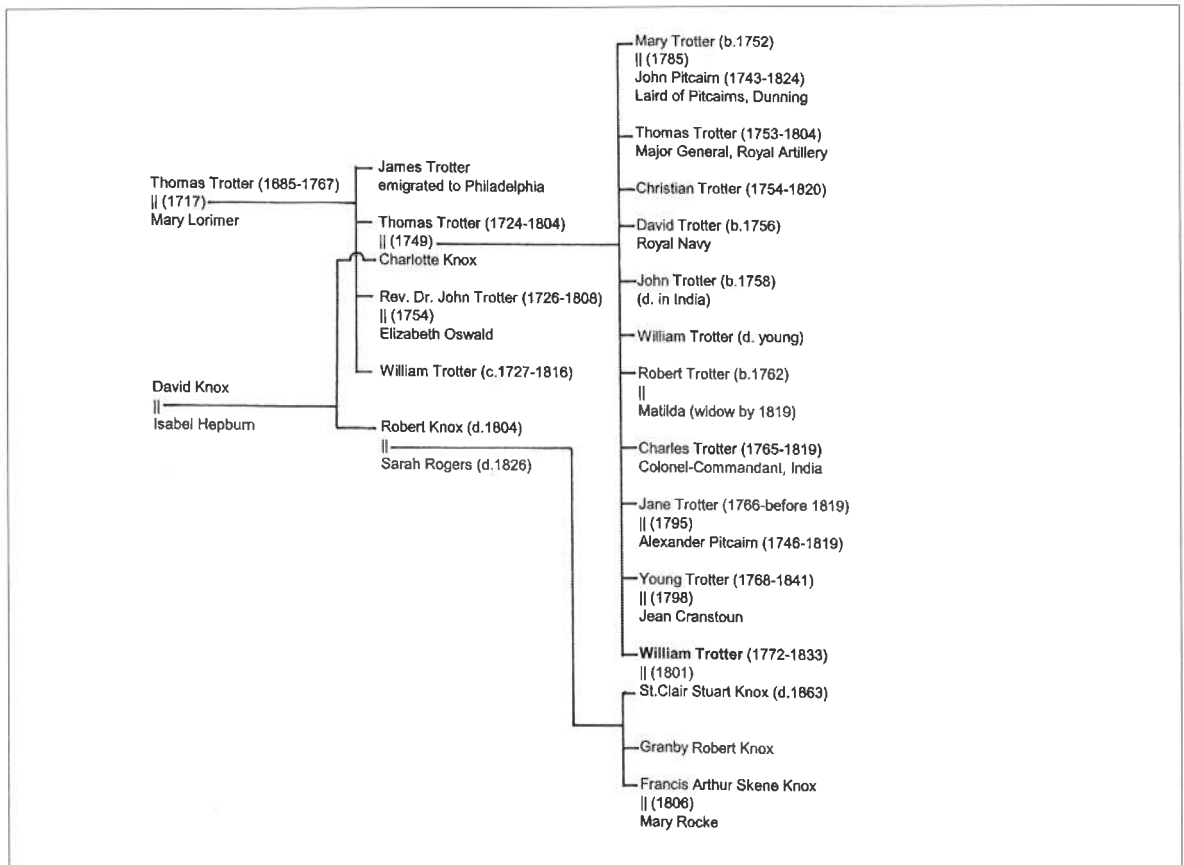 Thomas Trotter (1685-1767)
|| (1717)
Mary Lorimer
David Knox
||
Isabel Hepburn
James Trotter
emigrated to Philadelphia
Thomas Trotter (1724-1804)
|| (1749)
Charlotte Knox
Rev. Dr. John Trotter (1726-1808)
|| (1754)
Elizabeth Oswald
William Trotter (c.1727-1816)
Robert Knox (d.1804)
||
Sarah Rogers (d.1826)
Mary Trotter (b.1752)
|| (1785)
John Pitcairn (1743-1824)
Laird of Pitcairns, Dunning
Thomas Trotter (1753-1804)
Major General, Royal Artillery
Christian Trotter (1754-1820)
David Trotter (b.1756)
Royal Navy
John Trotter (b.1758)
(d. in India)
William Trotter (d. young)
Robert Trotter (b.1762)
||
Matilda (widow by 1819)
Charles Trotter (1765-1819)
Colonel-Commandant, India
Jane Trotter (1766-before 1819)
|| (1795)
Alexander Pitcairn (1746-1819)
Young Trotter (1768-1841)
|| (1798)
Jean Cranstoun
William Trotter (1772-1833)
|| (1801)
St.Clair Stuart Knox (d.1863)
Granby Robert Knox
Francis Arthur Skene Knox
|| (1806)
Mary Rocke